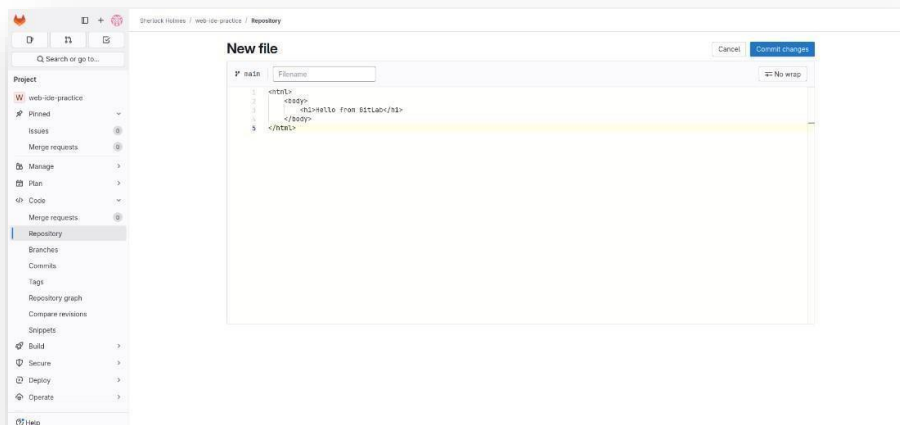 Sherlock Holmes / web-ide-practice / Repository
Search or go to...
Project
W web-ide-practice
Pinned
Issues 0
Merge requests 0
Manage
Plan
Code
Merge requests 0
Repository
Branches
Commits
Tags
Repository graph
Compare revisions
Snippets
Build
Secure
Deploy
Operate
Help
New file
Cancel Commit changes
main Filename No wrap
1 <html>
2 <body>
3 <h1>Hello from GitLab</h1>
4 </body>
5 </html>